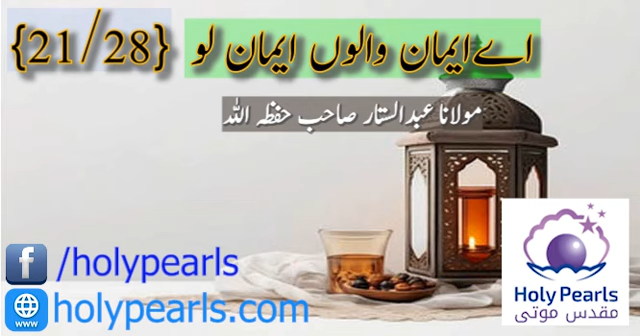 اے ایمان والوں ایمان لو {21/28}
مولانا عبدالستار صاحب حفظہ اللہ
/holypearls
holypearls.com
Holy Pearls
مقدس موتی